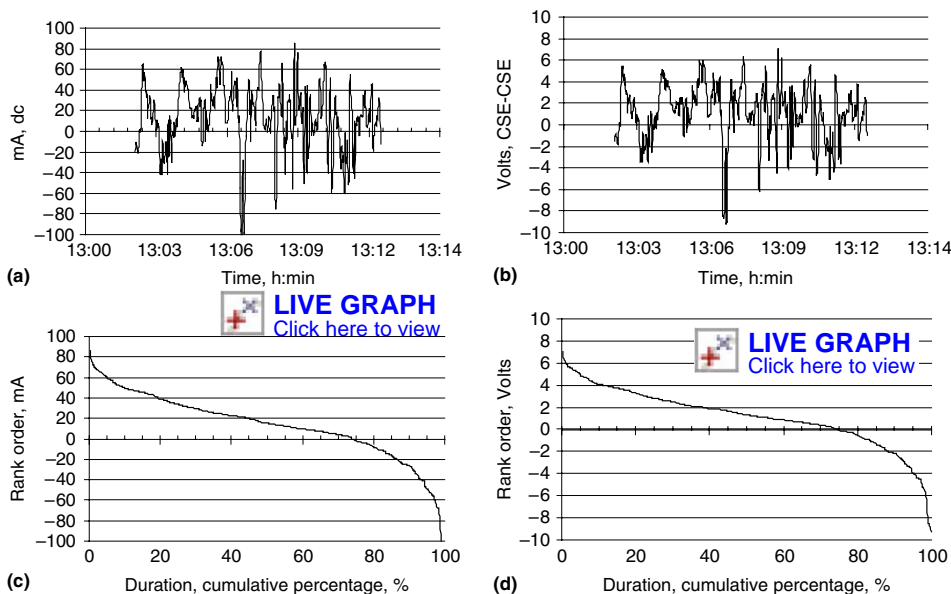 100
80
60
40
20
0
−20
−40
−60
−80
−100
mA, dc
13:00 13:03 13:06 13:09 13:12 13:14
Time, h:min
(a)
10
8
6
4
2
0
−2
−4
−6
−8
−10
Volts, CSE-CSE
13:00 13:03 13:06 13:09 13:12 13:14
Time, h:min
(b)
LIVE GRAPH
Click here to view
100
80
60
40
20
0
−20
−40
−60
−80
−100
Rank order, mA
0 20 40 60 80 100
Duration, cumulative percentage, %
(c)
LIVE GRAPH
Click here to view
10
8
6
4
2
0
−2
−4
−6
−8
−10
Rank order, Volts
0 20 40 60 80 100
Duration, cumulative percentage, %
(d)